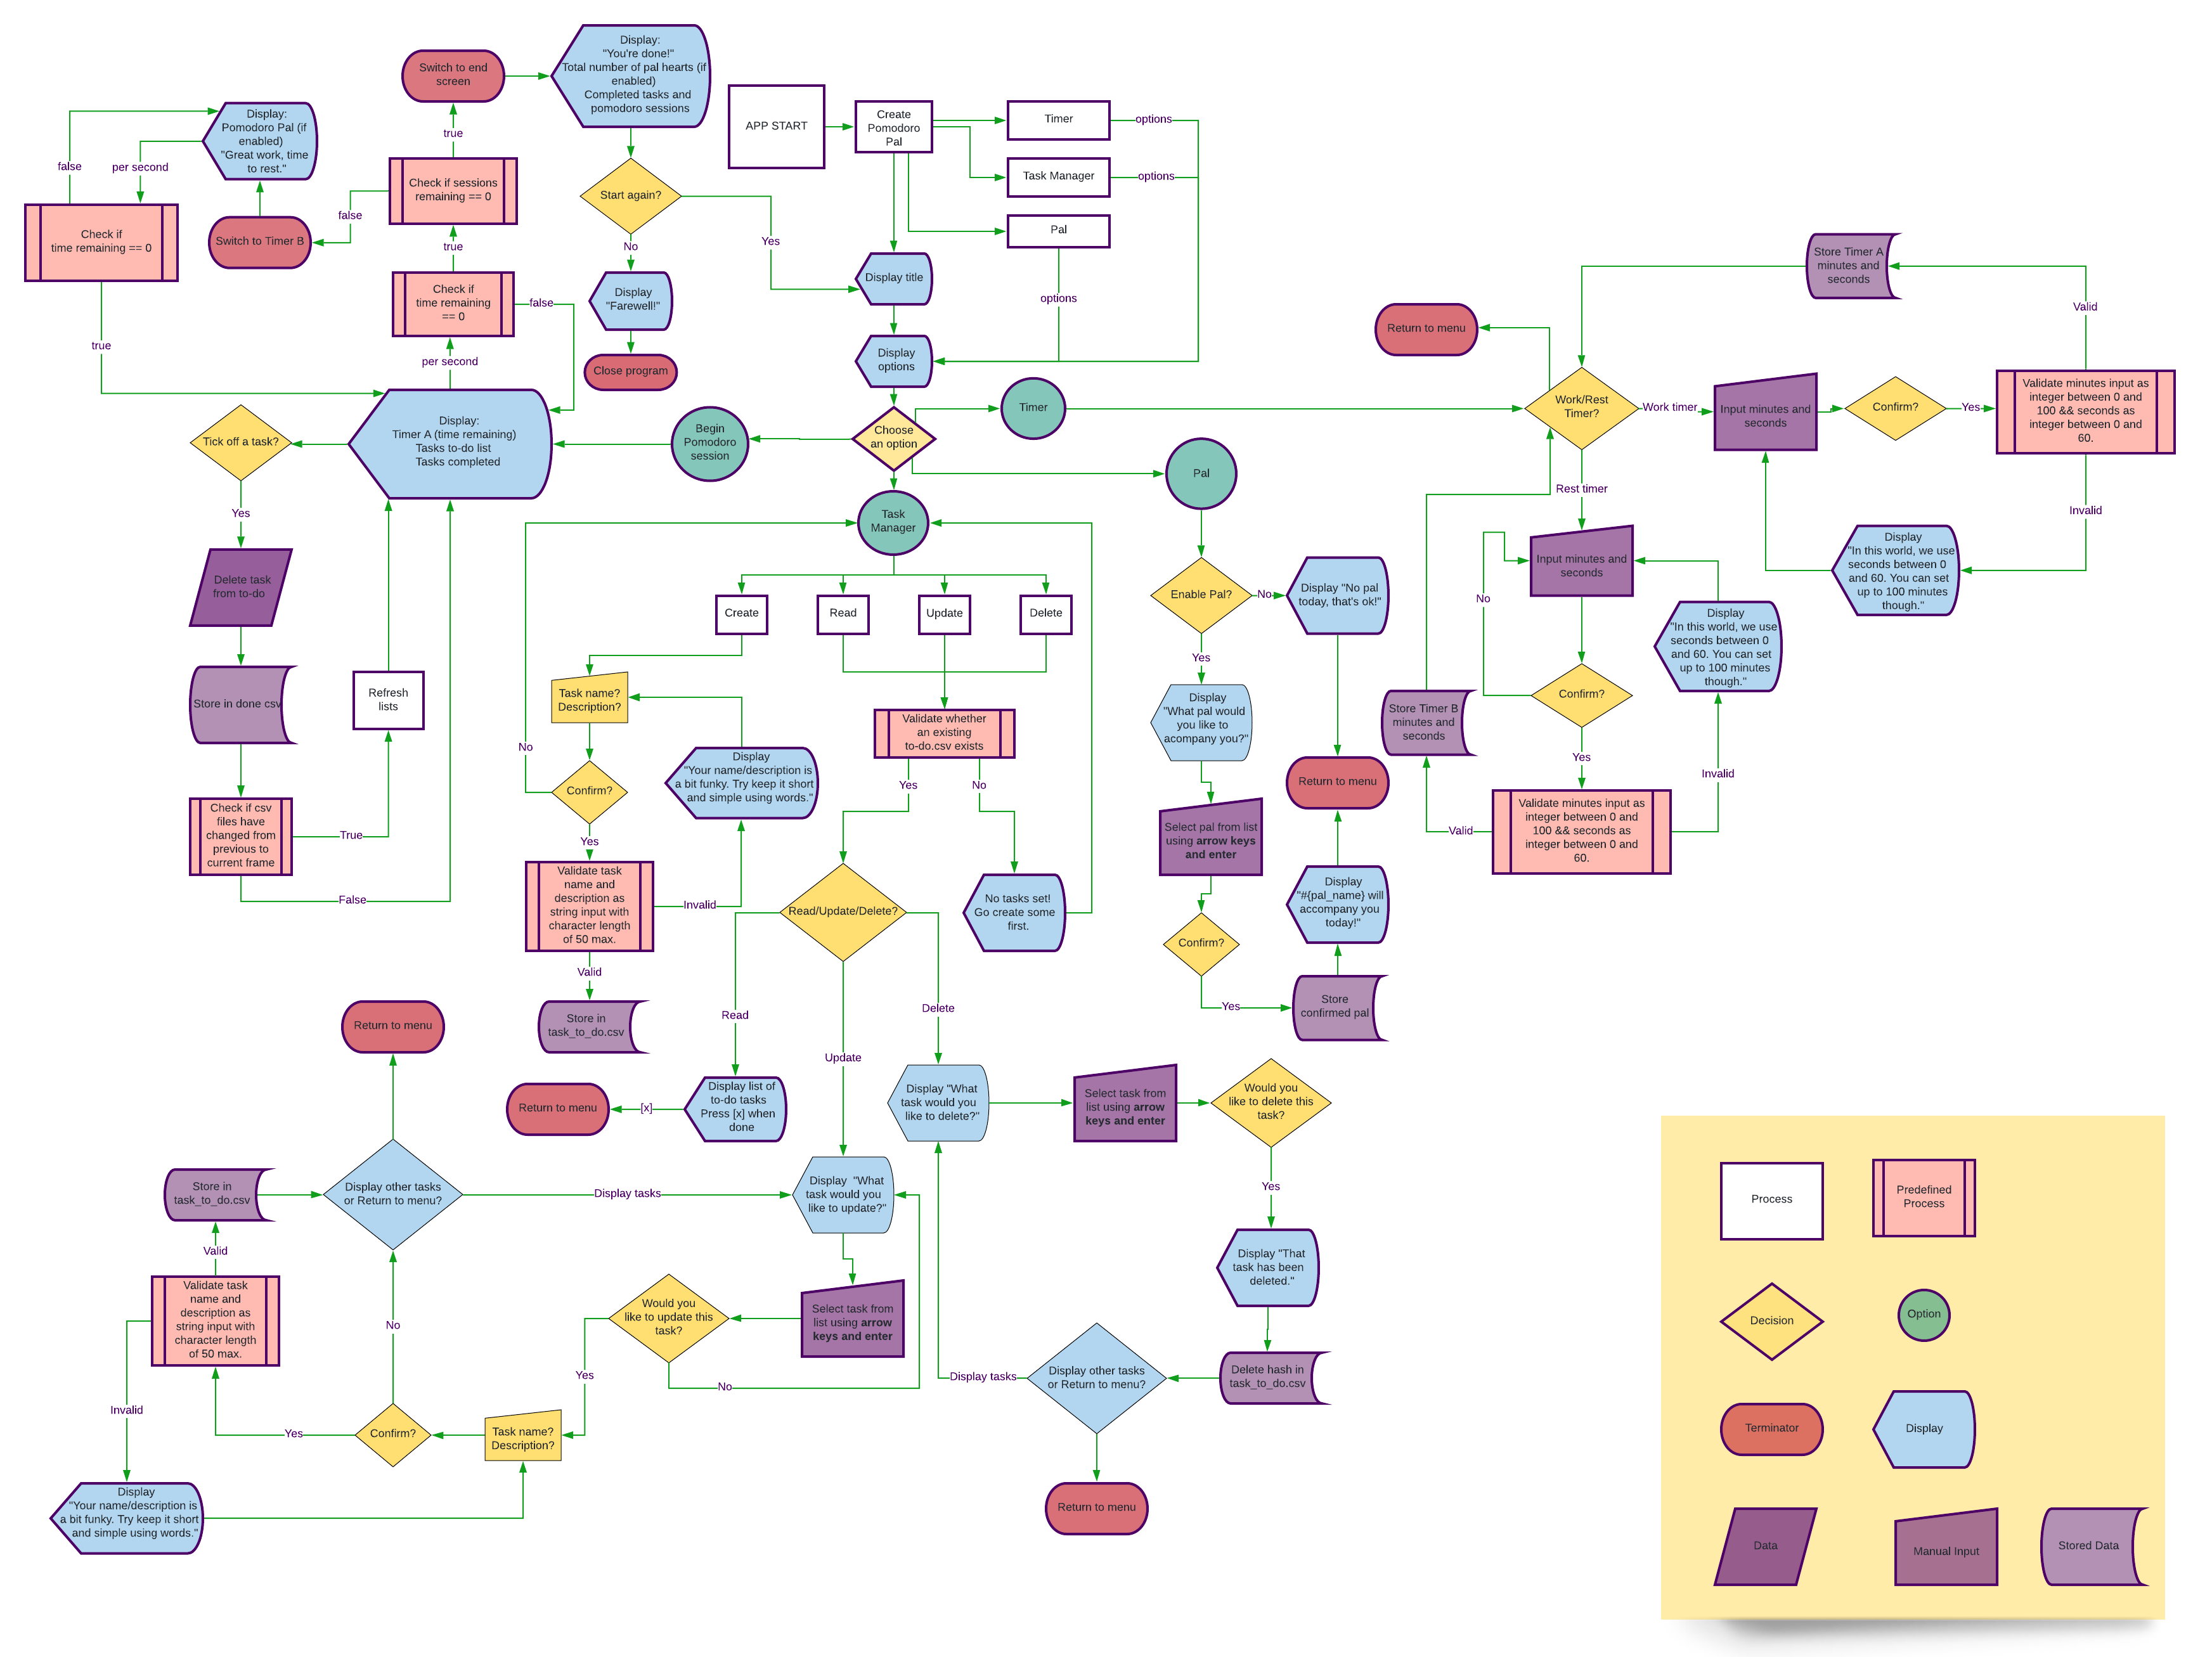 Display:
"You're done!"
Total number of pal hearts (if
enabled)
Completed tasks and
pomodoro sessions
Switch to end
screen
true
Check if sessions
remaining == 0
false
true
Check if
time remaining
== 0
false
per second
Display:
Pomodoro Pal (if
enabled)
"Great work, time
to rest."
false
per second
Check if
time remaining == 0
Switch to Timer B
true
Start again?
Yes
No
Display
"Farewell!"
Close program
APP START
Create
Pomodoro
Pal
Timer
options
Task Manager
options
Pal
options
Display title
Display
options
Choose
an option
Timer
Begin
Pomodoro
session
Display:
Timer A (time remaining)
Tasks to-do list
Tasks completed
Tick off a task?
Yes
Delete task
from to-do
Store in done csv
Refresh
lists
Check if csv
files have
changed from
previous to
current frame
True
False
Pal
Task
Manager
Create
Read
Update
Delete
Task name?
Description?
No
Confirm?
Yes
Display
"Your name/description is
a bit funky. Try keep it short
and simple using words."
Validate task
name and
description as
string input with
character length
of 50 max.
Invalid
Valid
Store in
task_to_do.csv
Validate whether
an existing
to-do.csv exists
Yes
No
Read/Update/Delete?
No tasks set!
Go create some
first.
Read
Update
Delete
Enable Pal?
No
Display "No pal
today, that's ok!"
Yes
Display
"What pal would
you like to
acompany you?"
Return to menu
Select pal from list
using arrow keys
and enter
Display
"#{pal_name} will
accompany you
today!"
Confirm?
Yes
Store
confirmed pal
Store Timer A
minutes and
seconds
Return to menu
Valid
Work/Rest
Timer?
Work timer
Input minutes and
seconds
Confirm?
Yes
Validate minutes input as
integer between 0 and
100 && seconds as
integer between 0 and
60.
Rest timer
Invalid
Input minutes and
seconds
Display
"In this world, we use
seconds between 0
and 60. You can set
up to 100 minutes
though."
No
Display
"In this world, we use
seconds between 0
and 60. You can set
up to 100 minutes
though."
Confirm?
Store Timer B
minutes and
seconds
Yes
Invalid
Valid
Validate minutes input as
integer between 0 and
100 && seconds as
integer between 0 and
60.
Return to menu
Return to menu
[x]
Display list of
to-do tasks
Press [x] when
done
Display "What
task would you
like to delete?"
Select task from
list using arrow
keys and enter
Would you
like to delete this
task?
Yes
Display "That
task has been
deleted."
Delete hash in
task_to_do.csv
Display other tasks
or Return to menu?
Display tasks
Return to menu
Store in
task_to_do.csv
Display other tasks
or Return to menu?
Display tasks
Display "What
task would you
like to update?"
Valid
Validate task
name and
description as
string input with
character length
of 50 max.
No
Would you
like to update this
task?
Select task from
list using arrow
keys and enter
Yes
No
Invalid
Yes
Confirm?
Task name?
Description?
Display
"Your name/description is
a bit funky. Try keep it short
and simple using words."
Process
Predefined
Process
Decision
Option
Terminator
Display
Data
Manual Input
Stored Data